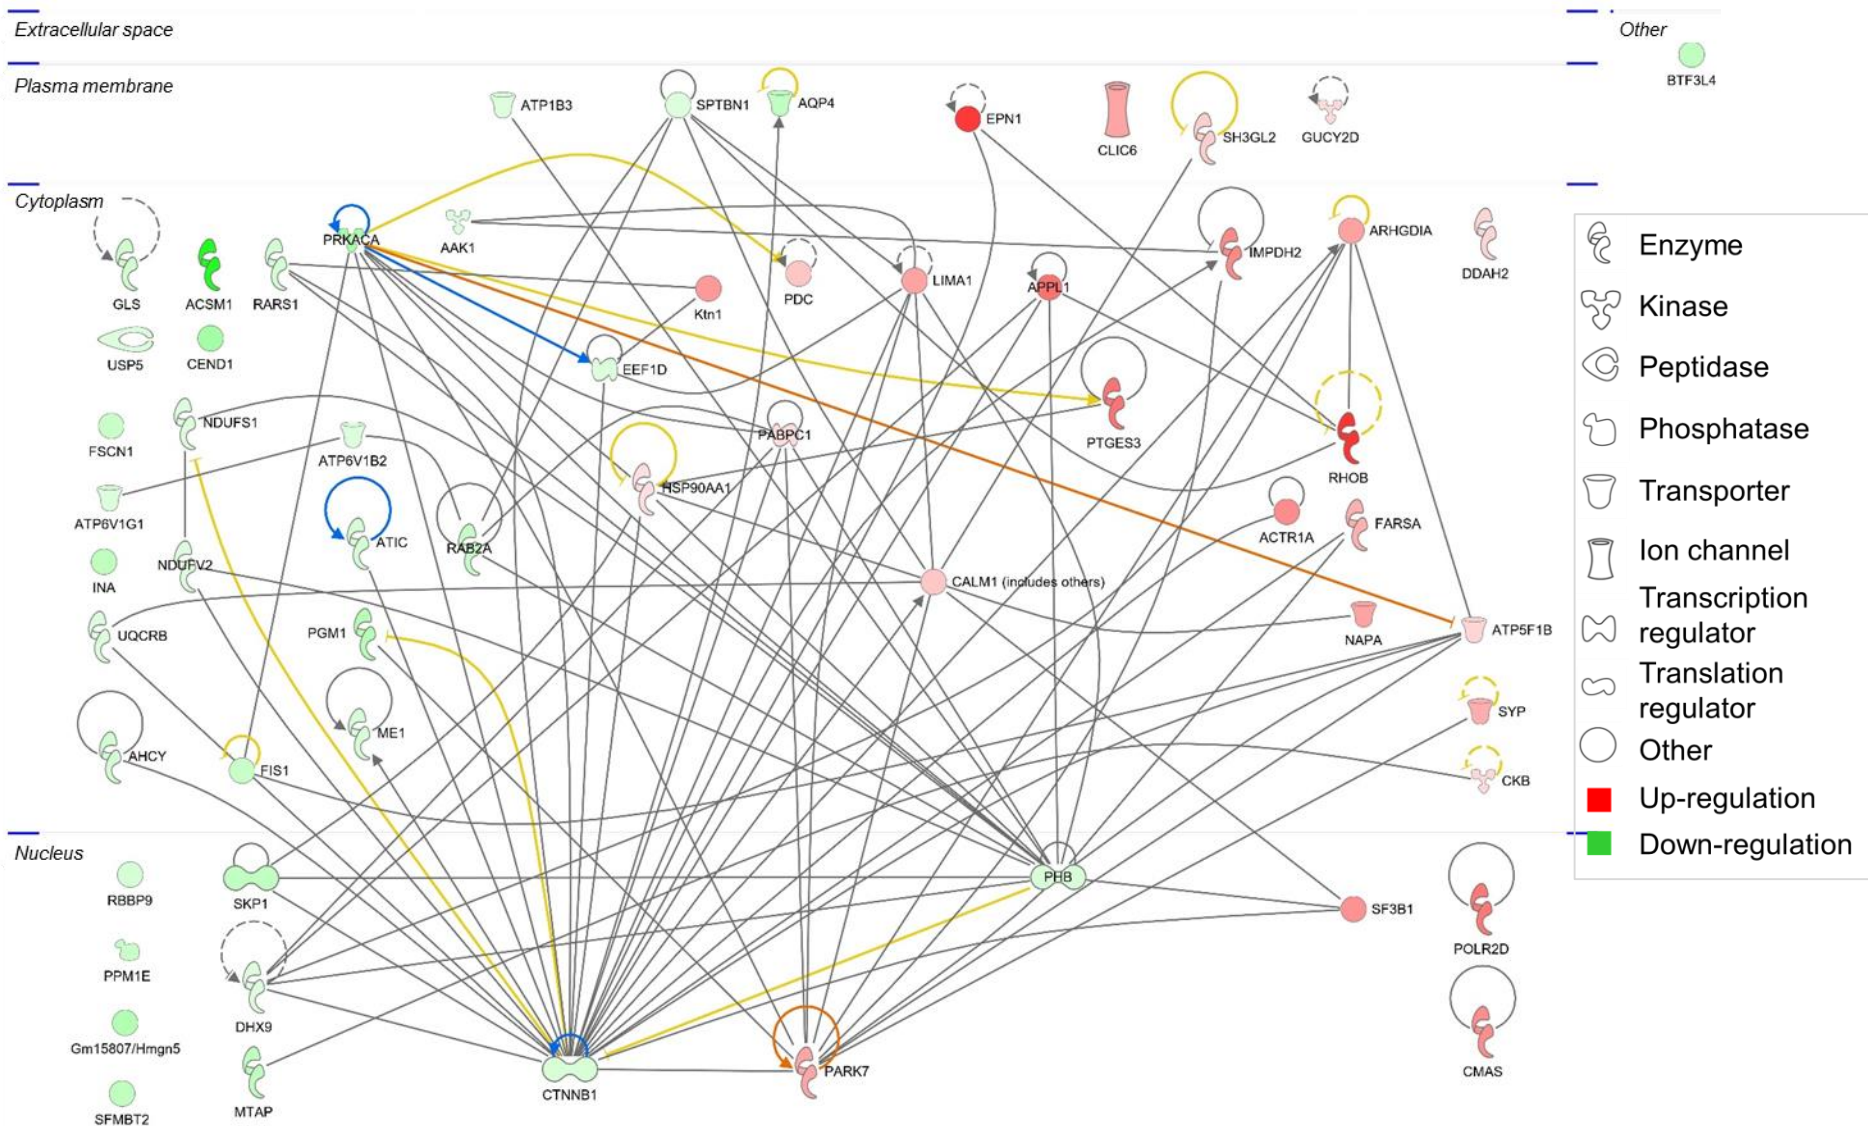 Extracellular space
Other
BTF3L4
Plasma membrane
ATP1B3
SPTBN1
AQP4
EPN1
CLIC6
SH3GL2
GUCY2D
Cytoplasm
GLS
ACSM1
RARS1
PRKACA
AAK1
Ktn1
PDC
LIMA1
APPL1
IMPDH2
ARHGDIA
DDAH2
USP5
CEND1
EEF1D
PTGES3
RHOB
FSCN1
NDUFS1
ATP6V1B2
PABPC1
HSP90AA1
ATP6V1G1
ATIC
RAB2A
ACTR1A
FARSA
INA
NDUFV2
CALM1 (includes others)
UQCRB
PGM1
NAPA
ATP5F1B
AHCY
FIS1
ME1
SYP
CKB
Nucleus
RBBP9
SKP1
PHB
SF3B1
POLR2D
PPM1E
DHX9
Gm15807/Hmgn5
SFMBT2
MTAP
CTNNB1
PARK7
CMAS
Enzyme
Kinase
Peptidase
Phosphatase
Transporter
Ion channel
Transcription
regulator
Translation
regulator
Other
Up-regulation
Down-regulation